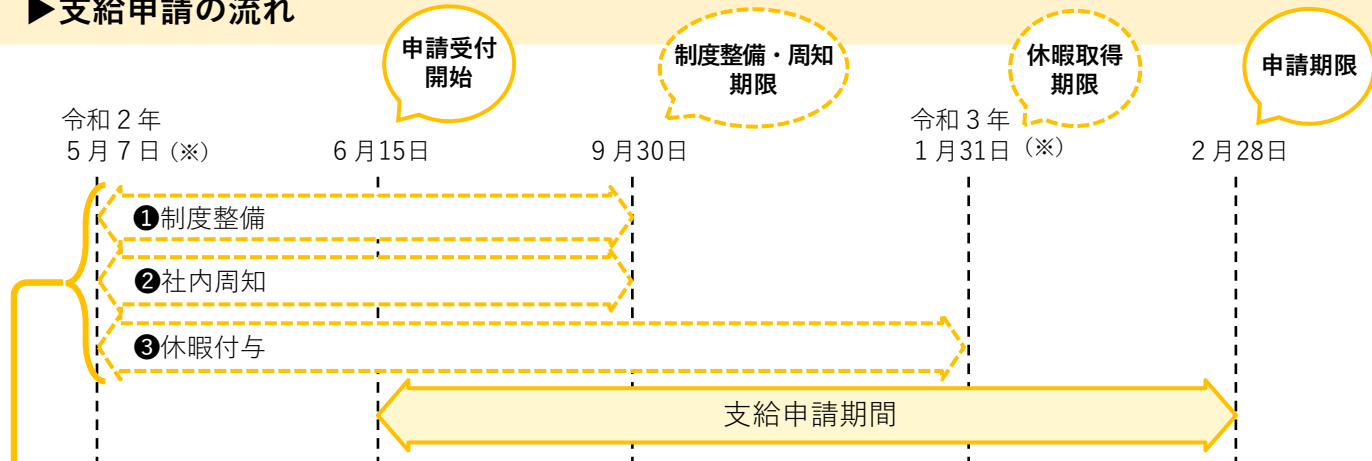 ▶支給申請の流れ
申請受付
開始
制度整備・周知
期限
休暇取得
期限
申請期限
令和２年
５月７日（※）
６月15日
９月30日
令和３年
１月31日（※）
２月28日
❶制度整備
❷社内周知
❸休暇付与
支給申請期間